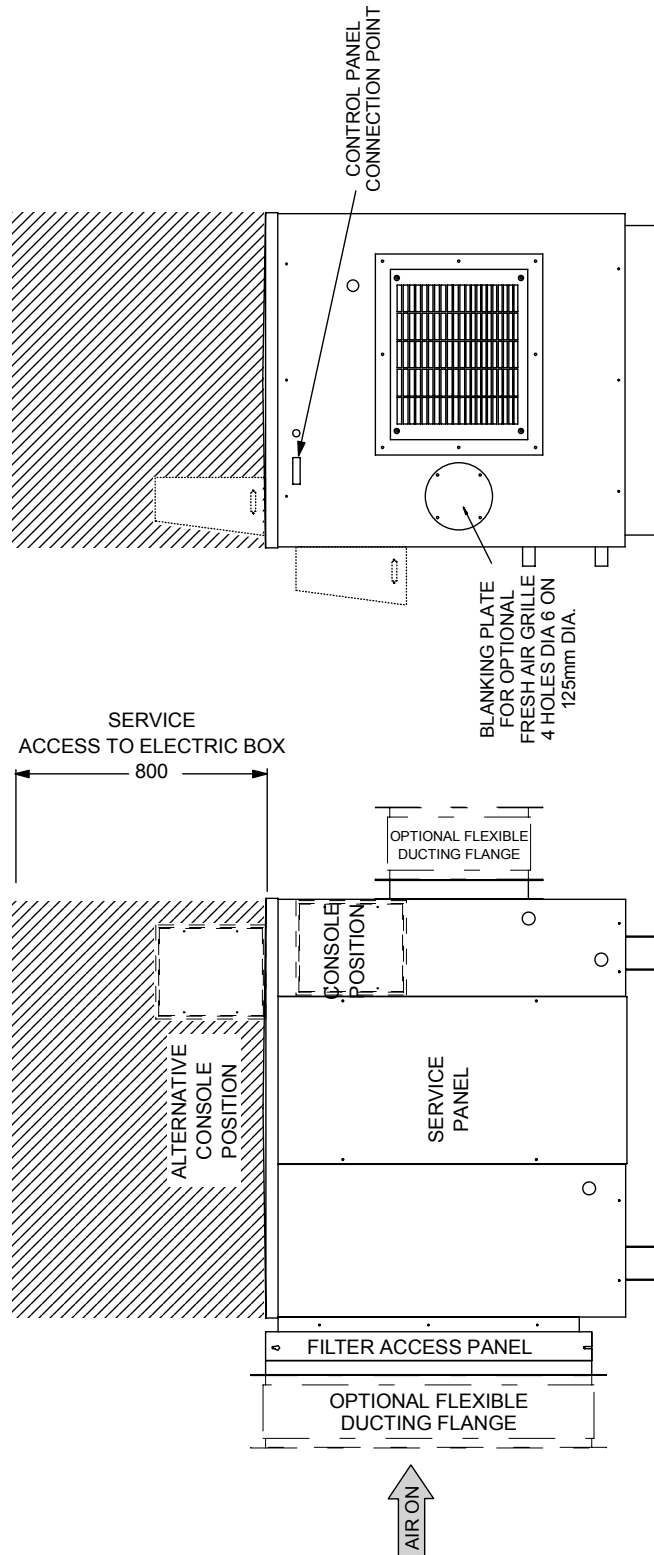 CONTROL PANEL
CONNECTION POINT
BLANKING PLATE
FOR OPTIONAL
FRESH AIR GRILLE
4 HOLES DIA 6 ON
125mm DIA.
SERVICE
ACCESS TO ELECTRIC BOX
800
OPTIONAL FLEXIBLE
DUCTING FLANGE
CONSOLE
POSITION
ALTERNATIVE
CONSOLE
POSITION
SERVICE
PANEL
FILTER ACCESS PANEL
OPTIONAL FLEXIBLE
DUCTING FLANGE
AIR ON